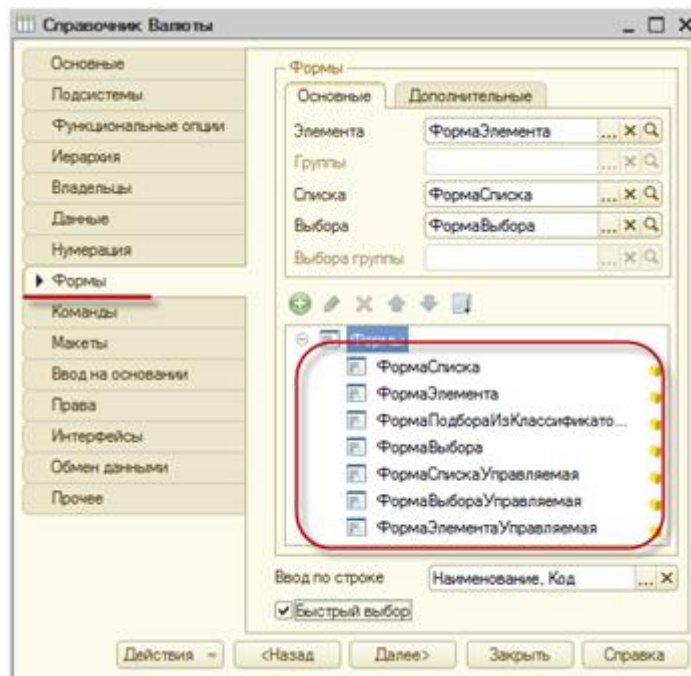 Справочник Валюты
Основные
Подсистемы
Функциональные опции
Иерархия
Владельцы
Данные
Нумерация
Формы
Команды
Макеты
Ввод на основании
Права
Интерфейсы
Обмен данными
Прочее
Формы
Основные Дополнительные
Элемента ФормаЭлемента ...
Группы ...
Списка ФормаСписка ...
Выбора ФормаВыбора ...
Выбора группы ...
Формы
ФормаСписка
ФормаЭлемента
ФормаПодбораИзКлассификато...
ФормаВыбора
ФормаСпискаУправляемая
ФормаВыбораУправляемая
ФормаЭлементаУправляемая
Ввод по строке Наименование, Код ...
Быстрый выбор
Действия <Назад Далее> Закрыть Справка